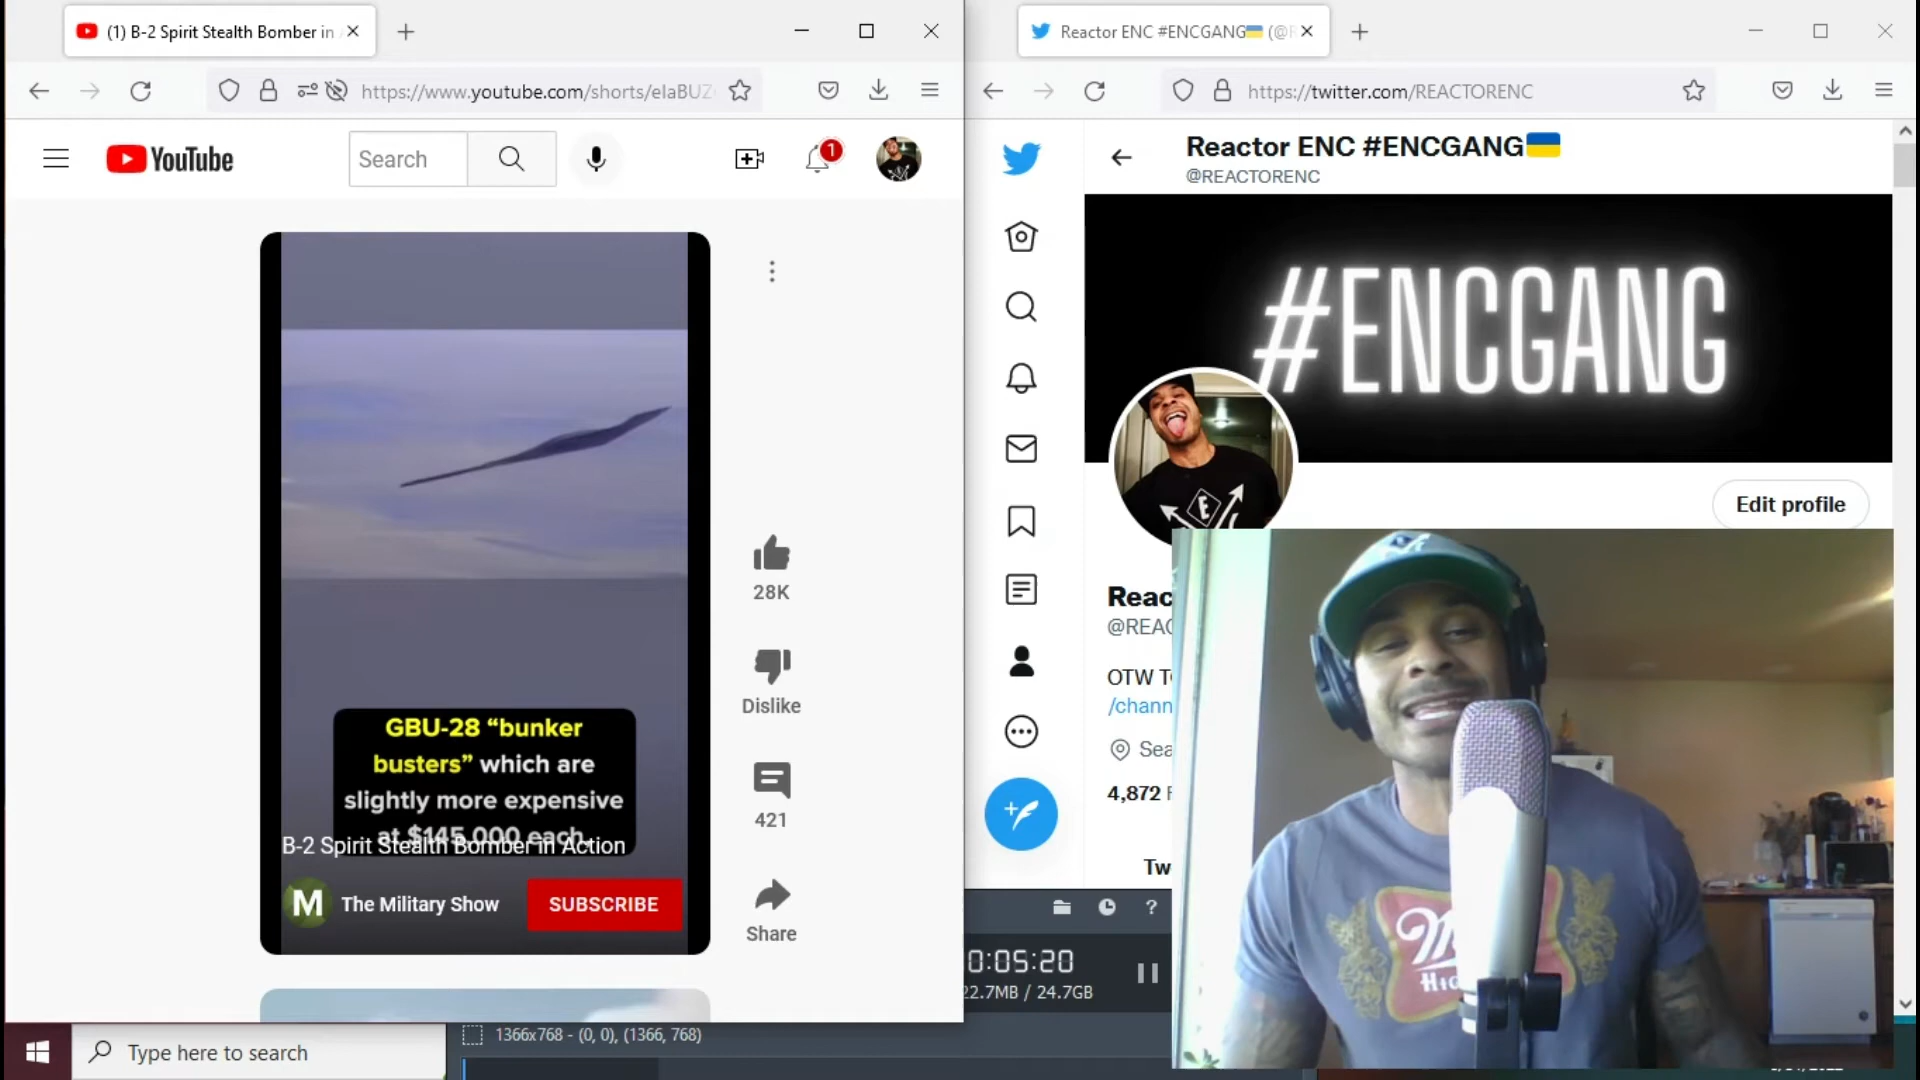 (1) B-2 Spirit Stealth Bomber in
https://www.youtube.com/shorts/elaBUZ
YouTube
Search
1
28K
Dislike
421
Share
GBU-28 “bunker
busters” which are
slightly more expensive
at $145,000 each
B-2 Spirit Stealth Bomber in Action
M
The Military Show
SUBSCRIBE
Type here to search
Reactor ENC #ENCGANG
https://twitter.com/REACTORENC
Reactor ENC #ENCGANG
@REACTORENC
#ENCGANG
E
Edit profile
Reac
@REAC
OTW T
/chann
Sea
4,872 F
Tw
?
0:05:20
22.7MB / 24.7GB
1366x768 - (0, 0), (1366, 768)